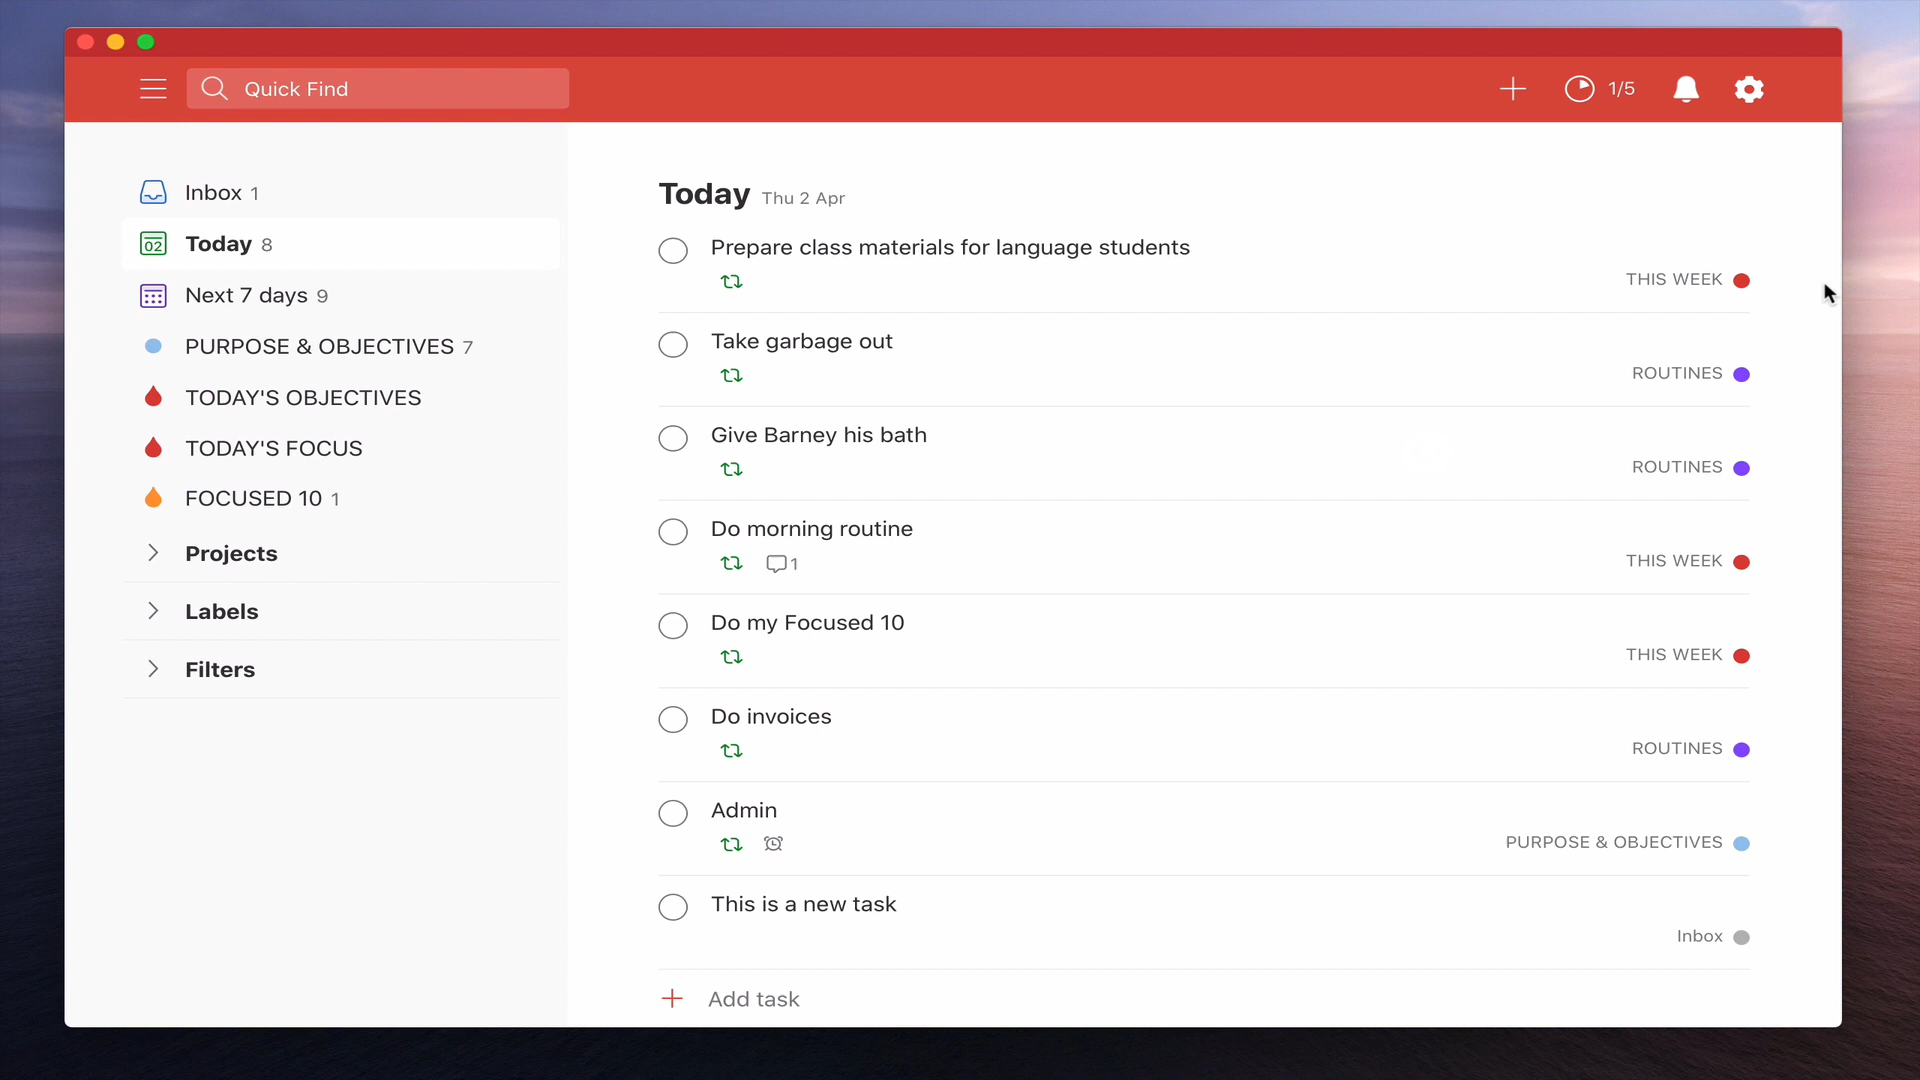 Quick Find
1/5
Inbox 1
02 Today 8
Next 7 days 9
PURPOSE & OBJECTIVES 7
TODAY'S OBJECTIVES
TODAY'S FOCUS
FOCUSED 10 1
Projects
Labels
Filters
Today Thu 2 Apr
Prepare class materials for language students
THIS WEEK
Take garbage out
ROUTINES
Give Barney his bath
ROUTINES
Do morning routine
1
THIS WEEK
Do my Focused 10
THIS WEEK
Do invoices
ROUTINES
Admin
PURPOSE & OBJECTIVES
This is a new task
Inbox
Add task